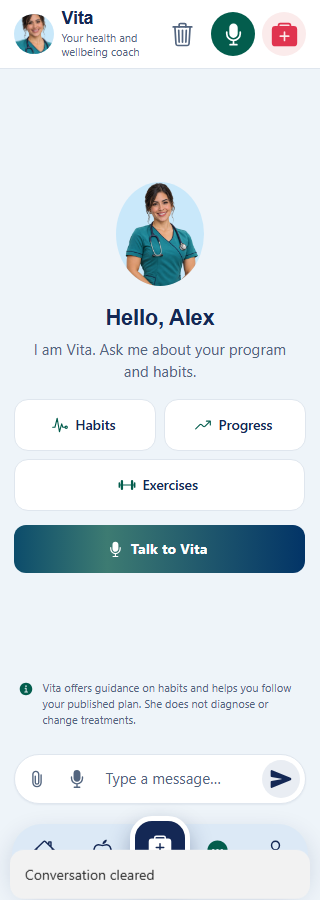 Vita
Your health and
wellbeing coach
Hello, Alex
I am Vita. Ask me about your program
and habits.
Habits
Progress
Exercises
Talk to Vita
Vita offers guidance on habits and helps you follow
your published plan. She does not diagnose or
change treatments.
Type a message...
Conversation cleared